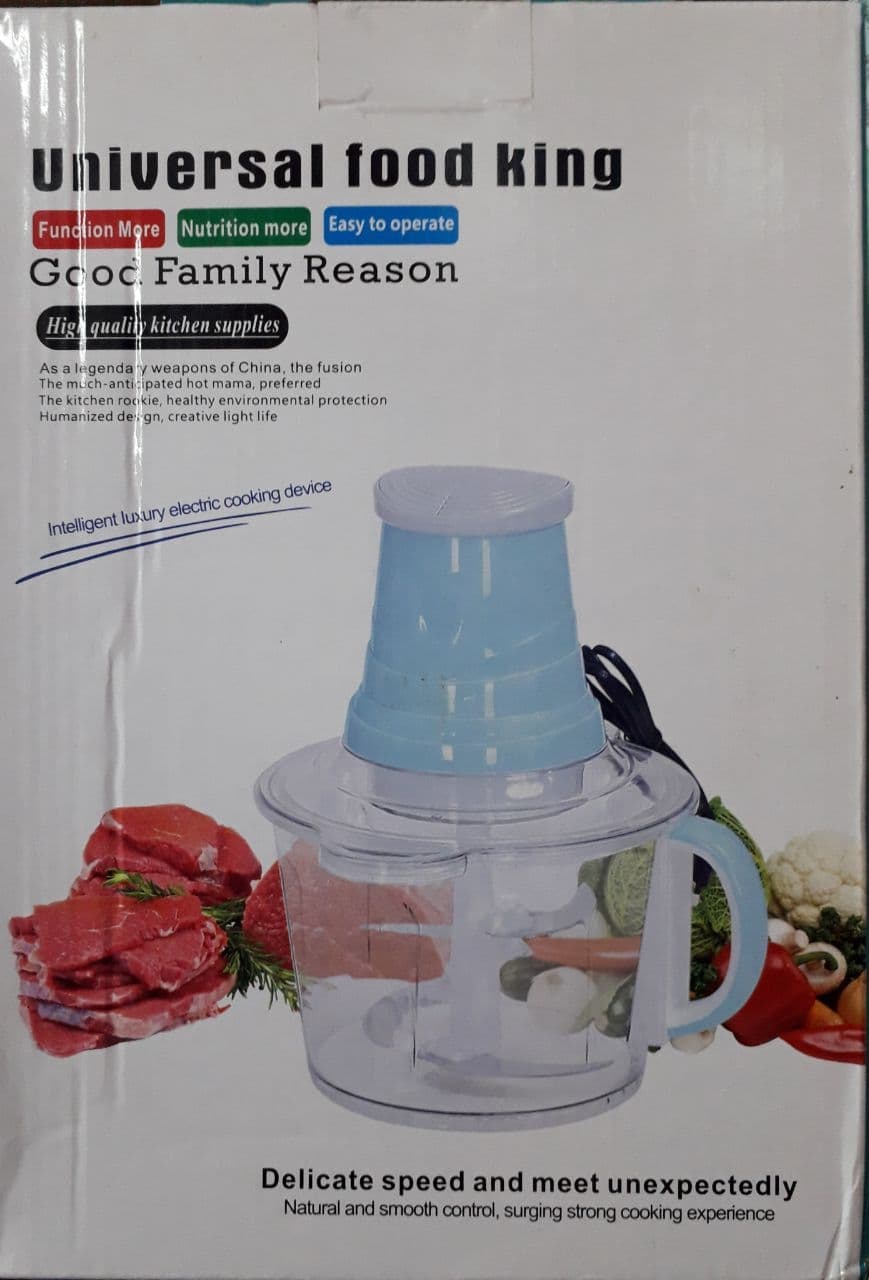 Universal food king
Function More Nutrition more Easy to operate
Good Family Reason
High quality kitchen supplies
As a legendary weapons of China, the fusion
The much-anticipated hot mama, preferred
The kitchen rookie, healthy environmental protection
Humanized design, creative light life
Intelligent luxury electric cooking device
Delicate speed and meet unexpectedly
Natural and smooth control, surging strong cooking experience